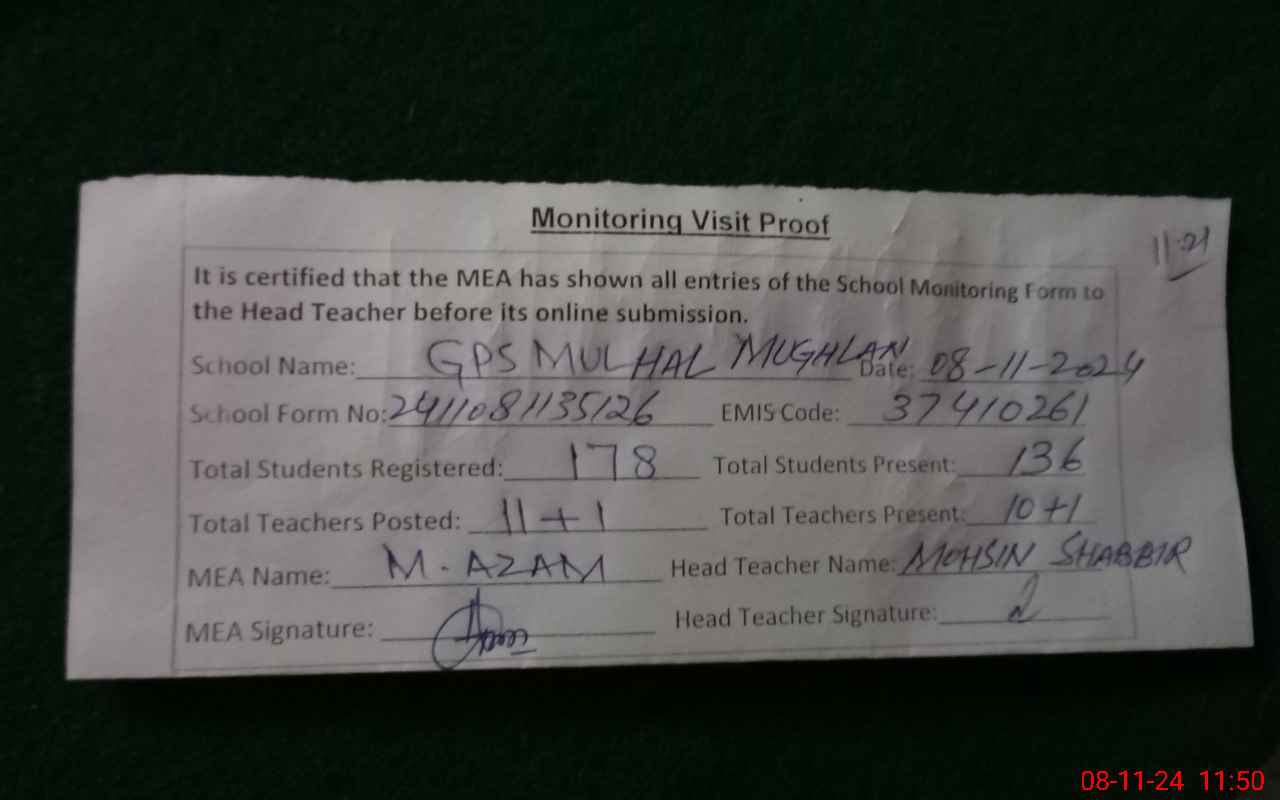 Monitoring Visit Proof
11:21
It is certified that the MEA has shown all entries of the School Monitoring Form to
the Head Teacher before its online submission.
School Name: GPS MULHAL MUGHLAN Date: 08-11-2024
School Form No: 2411081135126 EMIS Code: 37410261
Total Students Registered: 178 Total Students Present: 136
Total Teachers Posted: 11+1 Total Teachers Present: 10+1
MEA Name: M. AZAM Head Teacher Name: MOHSIN SHABBIR
MEA Signature: Head Teacher Signature:
08-11-24 11:50